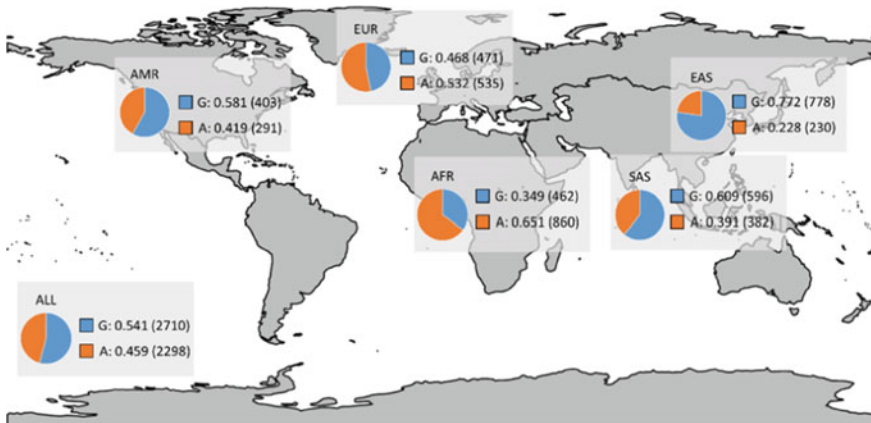 EUR
G: 0.468 (471)
A: 0.532 (535)
AMR
G: 0.581 (403)
A: 0.419 (291)
EAS
G: 0.772 (778)
A: 0.228 (230)
AFR
G: 0.349 (462)
A: 0.651 (860)
SAS
G: 0.609 (596)
A: 0.391 (382)
ALL
G: 0.541 (2710)
A: 0.459 (2298)